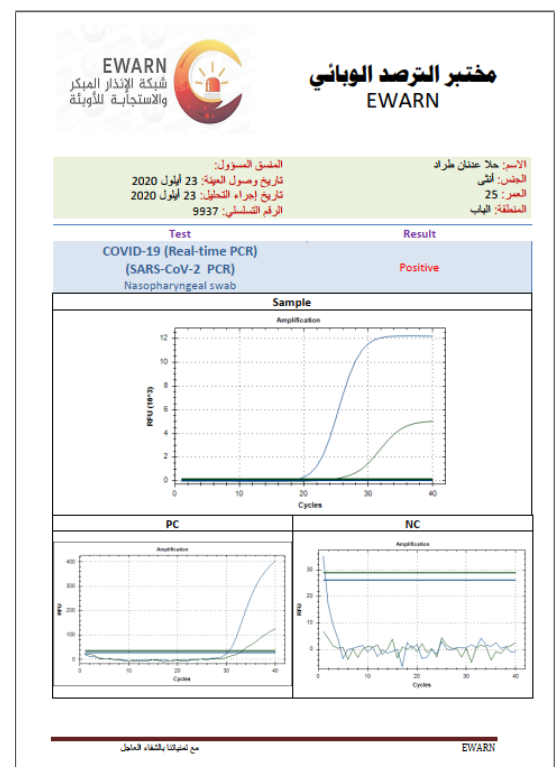 EWARN
شبكة الإنذار المبكر
والاستجابة للأوبئة
مختبر الترصد الوبائي
EWARN
الاسم: حلا عدنان طراد
الجنس: أنثى
العمر: 25
المنطقة: الباب
المنسق المسؤول:
تاريخ وصول العينة: 23 أيلول 2020
تاريخ إجراء التحليل: 23 أيلول 2020
الرقم التسلسلي: 9937
Test Result
COVID-19 (Real-time PCR)
(SARS-CoV-2 PCR)
Nasopharyngeal swab
Positive
Sample
Amplification
RFU (10^3)
12
10
8
6
4
2
0
0 10 20 30 40
Cycles
PC
Amplification
RFU
400
300
200
100
0
0 10 20 30 40
Cycles
NC
Amplification
RFU
30
20
10
0
0 10 20 30 40
Cycles
مع تمنياتنا بالشفاء العاجل
EWARN